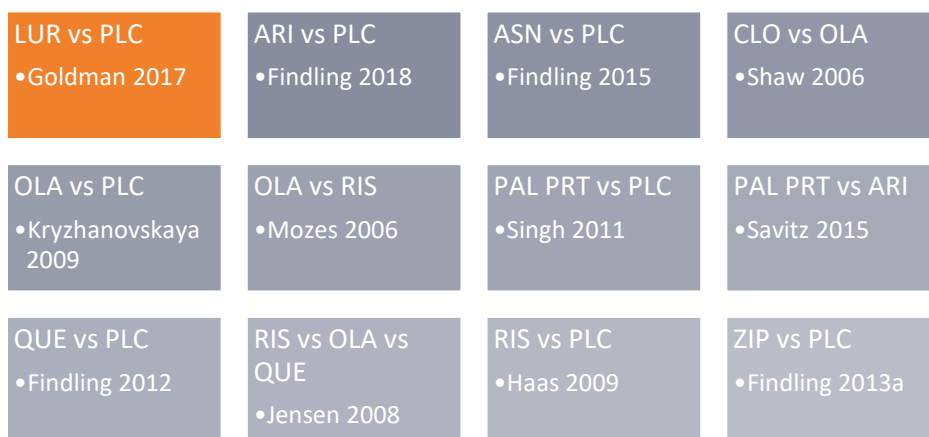 LUR vs PLC
•Goldman 2017
ARI vs PLC
•Findling 2018
ASN vs PLC
•Findling 2015
CLO vs OLA
•Shaw 2006
OLA vs PLC
•Kryzhanovskaya
2009
OLA vs RIS
•Mozes 2006
PAL PRT vs PLC
•Singh 2011
PAL PRT vs ARI
•Savitz 2015
QUE vs PLC
•Findling 2012
RIS vs OLA vs
QUE
•Jensen 2008
RIS vs PLC
•Haas 2009
ZIP vs PLC
•Findling 2013a